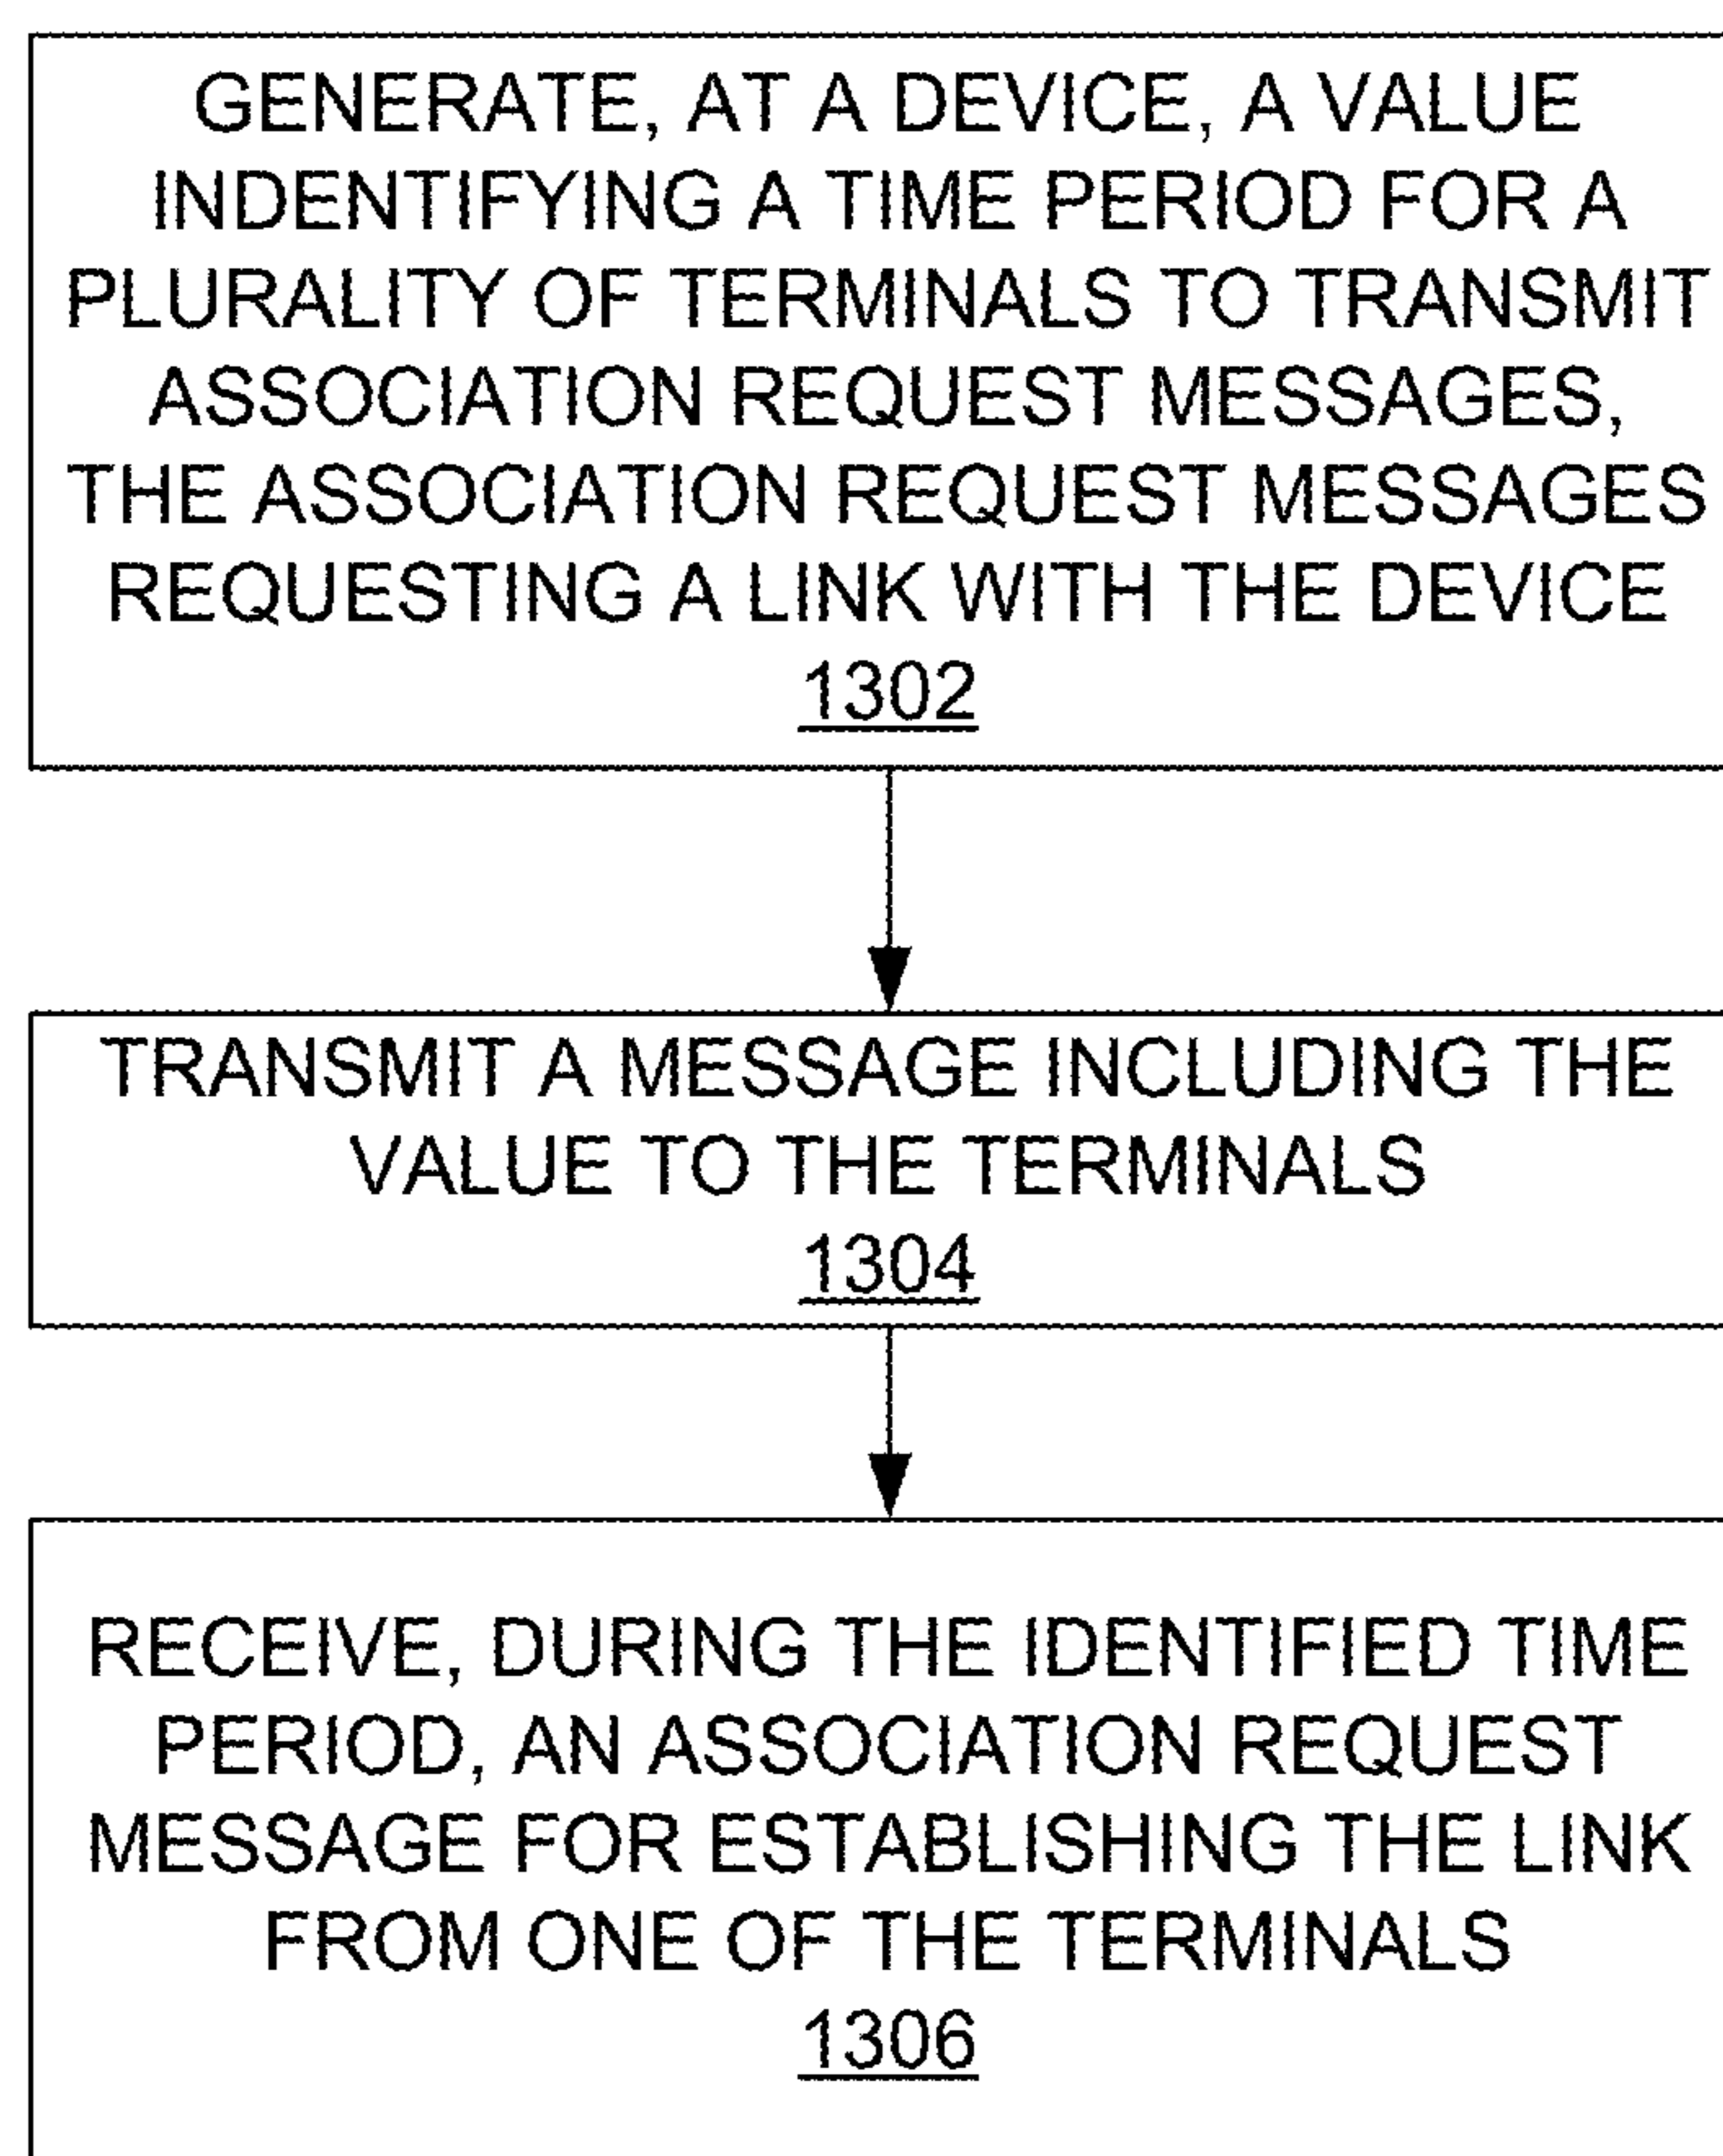 GENERATE, AT A DEVICE, A VALUE
INDENTIFYING A TIME PERIOD FOR A
PLURALITY OF TERMINALS TO TRANSMIT
ASSOCIATION REQUEST MESSAGES,
THE ASSOCIATION REQUEST MESSAGES
REQUESTING A LINK WITH THE DEVICE
1302
TRANSMIT A MESSAGE INCLUDING THE
VALUE TO THE TERMINALS
1304
RECEIVE, DURING THE IDENTIFIED TIME
PERIOD, AN ASSOCIATION REQUEST
MESSAGE FOR ESTABLISHING THE LINK
FROM ONE OF THE TERMINALS
1306